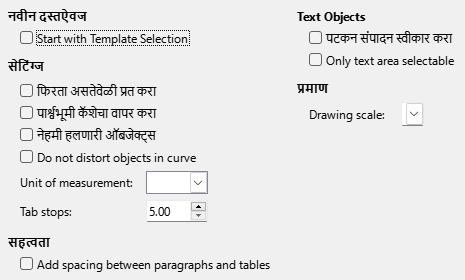 नवीन दस्तऐवज
Start with Template Selection
सेटिंग्ज
फिरता असतेवेळी प्रत करा
पार्श्वभूमी कॅशेचा वापर करा
नेहमी हलणारी ऑबजेक्ट्स
Do not distort objects in curve
Unit of measurement:
Tab stops: 5.00
सहत्वता
Add spacing between paragraphs and tables
Text Objects
पटकन संपादन स्वीकार करा
Only text area selectable
प्रमाण
Drawing scale: